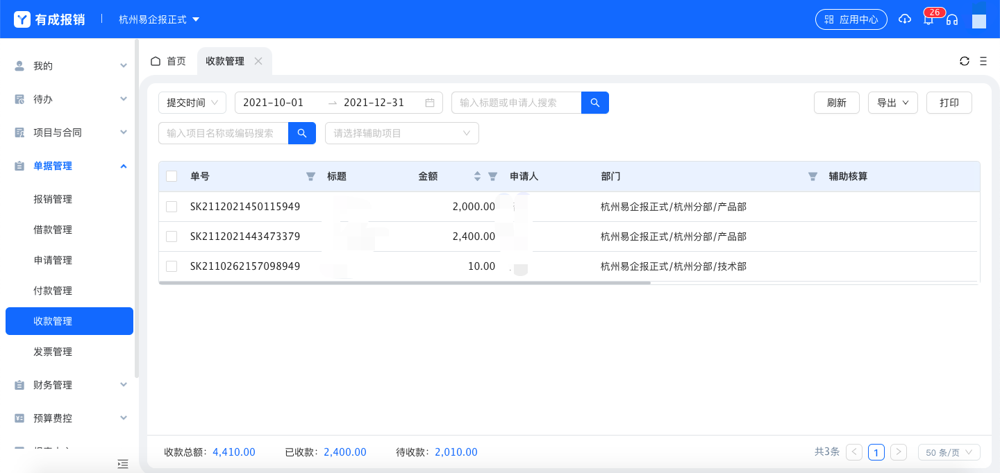 有成报销
杭州易企报正式
应用中心
26
我的
待办
项目与合同
单据管理
报销管理
借款管理
申请管理
付款管理
收款管理
发票管理
财务管理
预算费控
首页
收款管理
提交时间
2021-10-01
2021-12-31
输入标题或申请人搜索
刷新
导出
打印
输入项目名称或编码搜索
请选择辅助项目
单号 标题 金额 申请人 部门 辅助核算
SK2112021450115949 2,000.00 杭州易企报正式/杭州分部/产品部
SK2112021443473379 2,400.00 杭州易企报正式/杭州分部/产品部
SK2110262157098949 10.00 杭州易企报正式/杭州分部/技术部
收款总额: 4,410.00 已收款: 2,400.00 待收款: 2,010.00
共3条 1 50 条/页